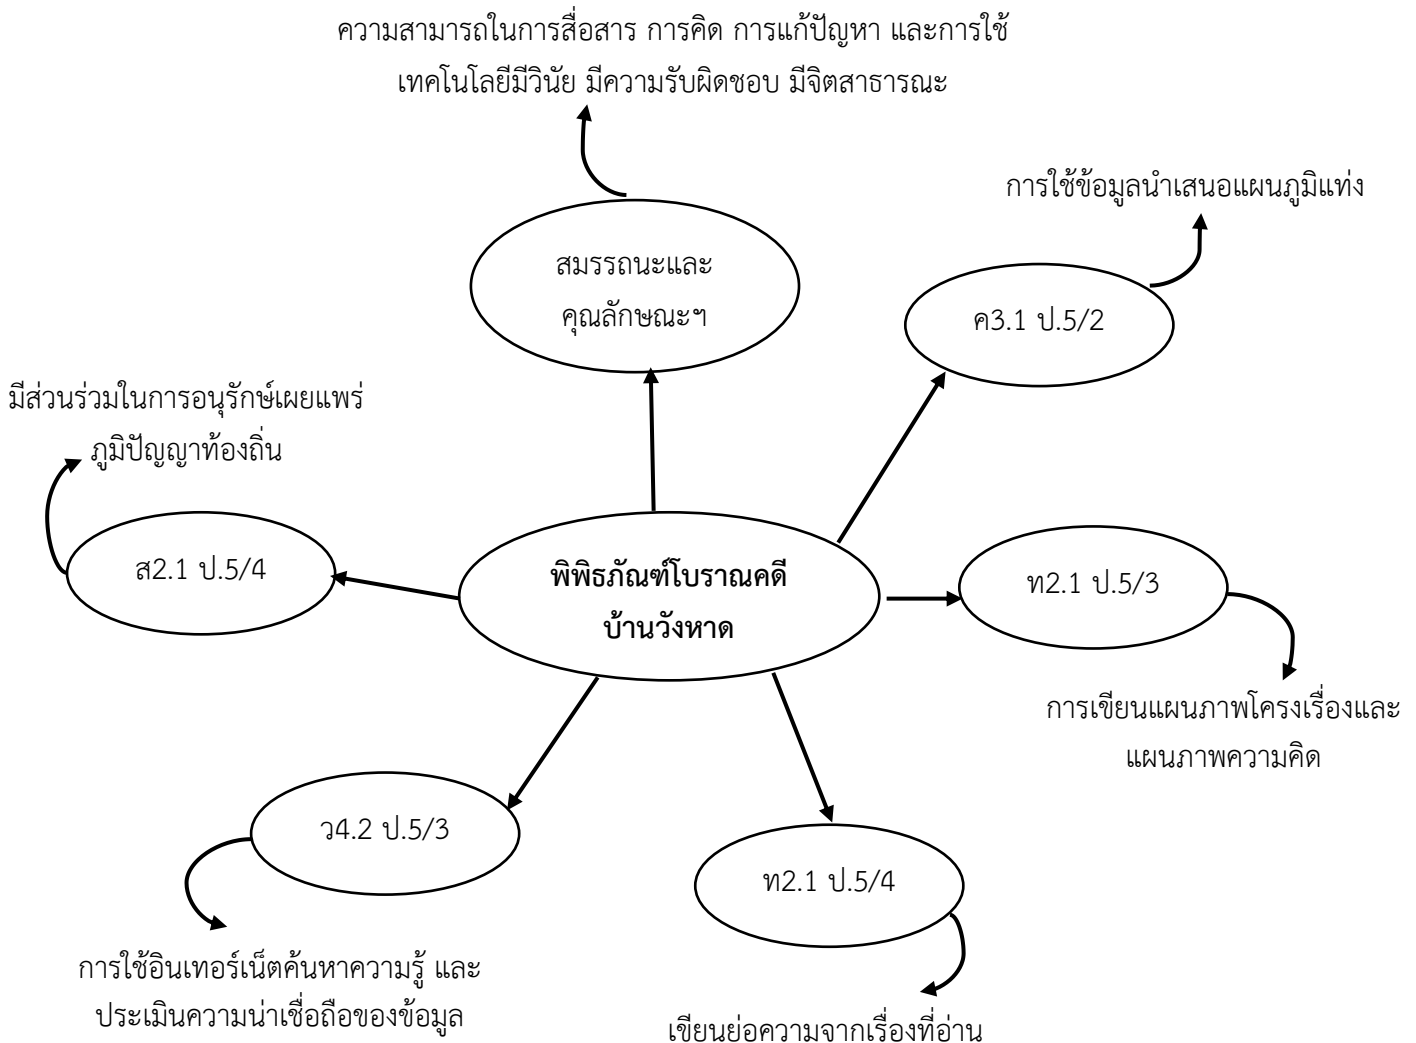 ความสามารถในการสื่อสาร การคิด การแก้ปัญหา และการใช้
เทคโนโลยีมีวินัย มีความรับผิดชอบ มีจิตสาธารณะ
การใช้ข้อมูลนำเสนอแผนภูมิแท่ง
สมรรถนะและ
คุณลักษณะฯ
ค3.1 ป.5/2
มีส่วนร่วมในการอนุรักษ์เผยแพร่
ภูมิปัญญาท้องถิ่น
ส2.1 ป.5/4
พิพิธภัณฑ์โบราณคดี
บ้านวังหาด
ท2.1 ป.5/3
การเขียนแผนภาพโครงเรื่องและ
แผนภาพความคิด
ว4.2 ป.5/3
ท2.1 ป.5/4
การใช้อินเทอร์เน็ตค้นหาความรู้ และ
ประเมินความน่าเชื่อถือของข้อมูล
เขียนย่อความจากเรื่องที่อ่าน